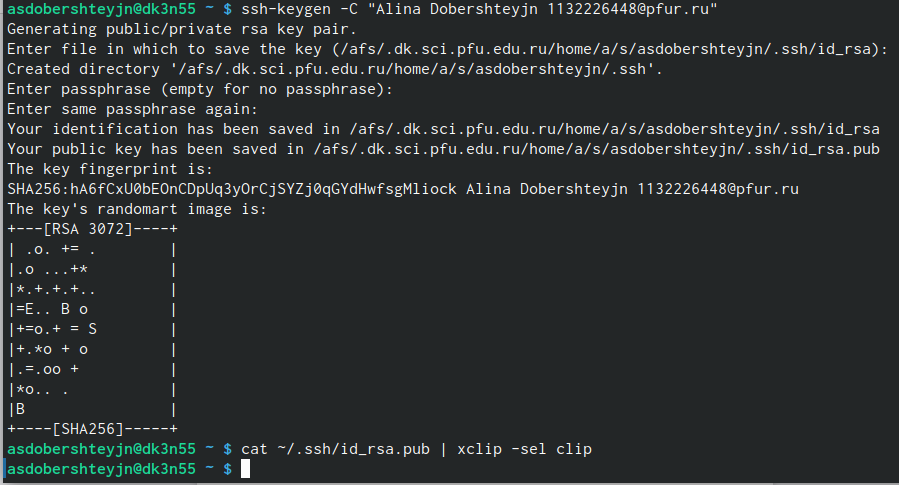 asdobershteyjn@dk3n55 ~ $ ssh-keygen -C "Alina Dobershteyjn 1132226448@pfur.ru"
Generating public/private rsa key pair.
Enter file in which to save the key (/afs/.dk.sci.pfu.edu.ru/home/a/s/asdobershteyjn/.ssh/id_rsa):
Created directory '/afs/.dk.sci.pfu.edu.ru/home/a/s/asdobershteyjn/.ssh'.
Enter passphrase (empty for no passphrase):
Enter same passphrase again:
Your identification has been saved in /afs/.dk.sci.pfu.edu.ru/home/a/s/asdobershteyjn/.ssh/id_rsa
Your public key has been saved in /afs/.dk.sci.pfu.edu.ru/home/a/s/asdobershteyjn/.ssh/id_rsa.pub
The key fingerprint is:
SHA256:hA6fCxU0bEOnCDpUq3yOrCjSYZj0qGYdHwfsgMliock Alina Dobershteyjn 1132226448@pfur.ru
The key's randomart image is:
+---[RSA 3072]----+
| .o. += .        |
|.o ...+*         |
|*.+.+.+..        |
|=E.. B o         |
|+=o.+ = S        |
|+.*o + o         |
|.=.oo +          |
|*o.. .           |
|B                |
+----[SHA256]-----+
asdobershteyjn@dk3n55 ~ $ cat ~/.ssh/id_rsa.pub | xclip -sel clip
asdobershteyjn@dk3n55 ~ $